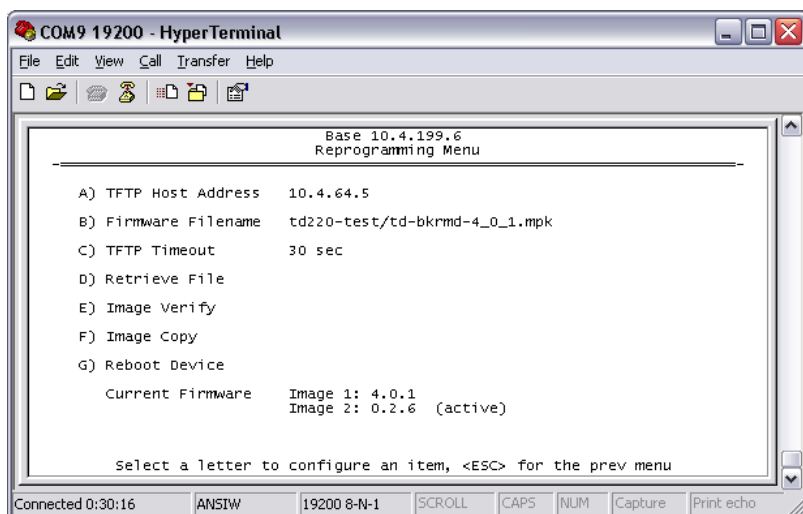 COM9 19200 - HyperTerminal
File Edit View Call Transfer Help
Base 10.4.199.6
Reprogramming Menu
A) TFTP Host Address 10.4.64.5
B) Firmware Filename td220-test/td-bkrmd-4_0_1.mpk
C) TFTP Timeout 30 sec
D) Retrieve File
E) Image Verify
F) Image Copy
G) Reboot Device
Current Firmware Image 1: 4.0.1
Image 2: 0.2.6 (active)
Select a letter to configure an item, <ESC> for the prev menu
Connected 0:30:16 ANSIW 19200 8-N-1 SCROLL CAPS NUM Capture Print echo